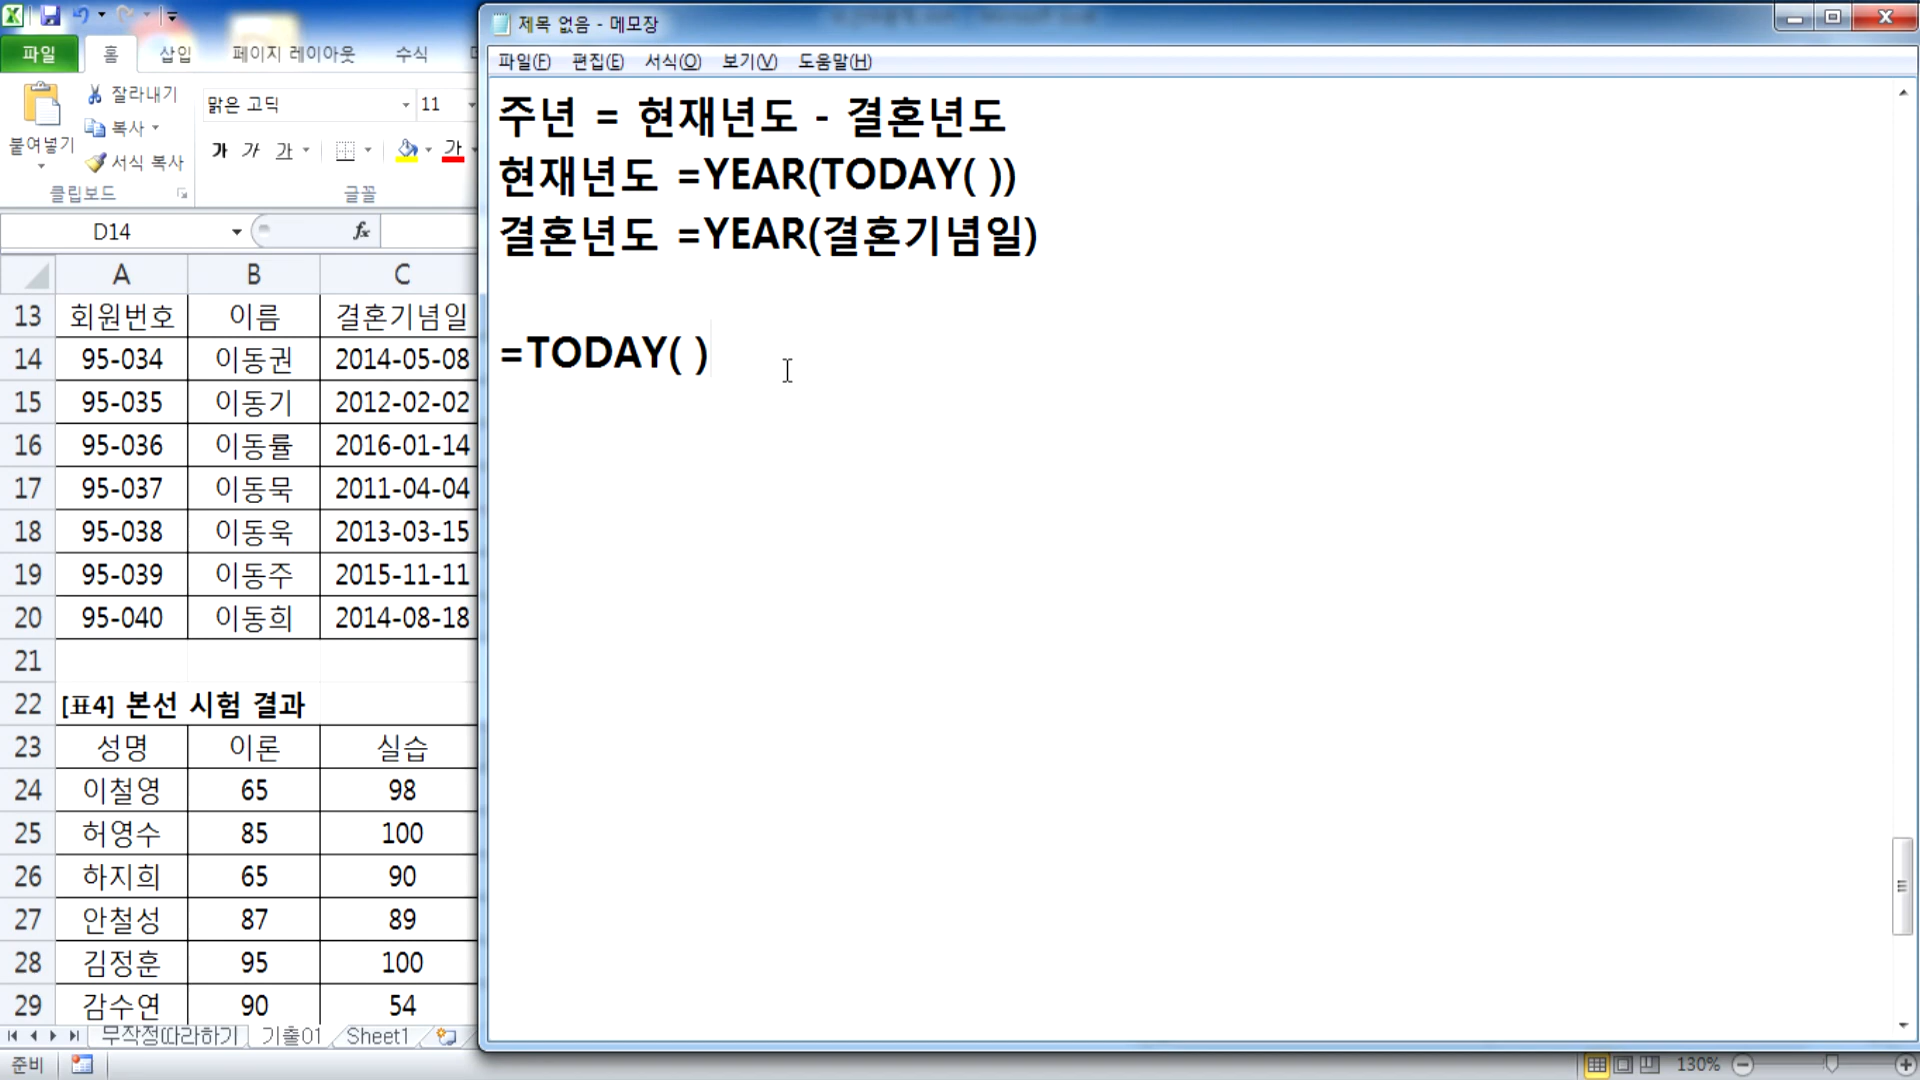 제목 없음 - 메모장
파일 홈 삽입 페이지 레이아웃 수식
파일(F) 편집(E) 서식(O) 보기(V) 도움말(H)
붙여넣기
잘라내기
복사
서식 복사
클립보드
맑은 고딕 11
가 가 가 가
글꼴
D14 fx
A B C
13 회원번호 이름 결혼기념일
14 95-034 이동권 2014-05-08
15 95-035 이동기 2012-02-02
16 95-036 이동률 2016-01-14
17 95-037 이동묵 2011-04-04
18 95-038 이동욱 2013-03-15
19 95-039 이동주 2015-11-11
20 95-040 이동희 2014-08-18
21
22 [표4] 본선 시험 결과
23 성명 이론 실습
24 이철영 65 98
25 허영수 85 100
26 하지희 65 90
27 안철성 87 89
28 김정훈 95 100
29 감수연 90 54
무작정따라하기 기출01 Sheet1
준비
130%
주년 = 현재년도 - 결혼년도
현재년도 =YEAR(TODAY( ))
결혼년도 =YEAR(결혼기념일)
=TODAY( )